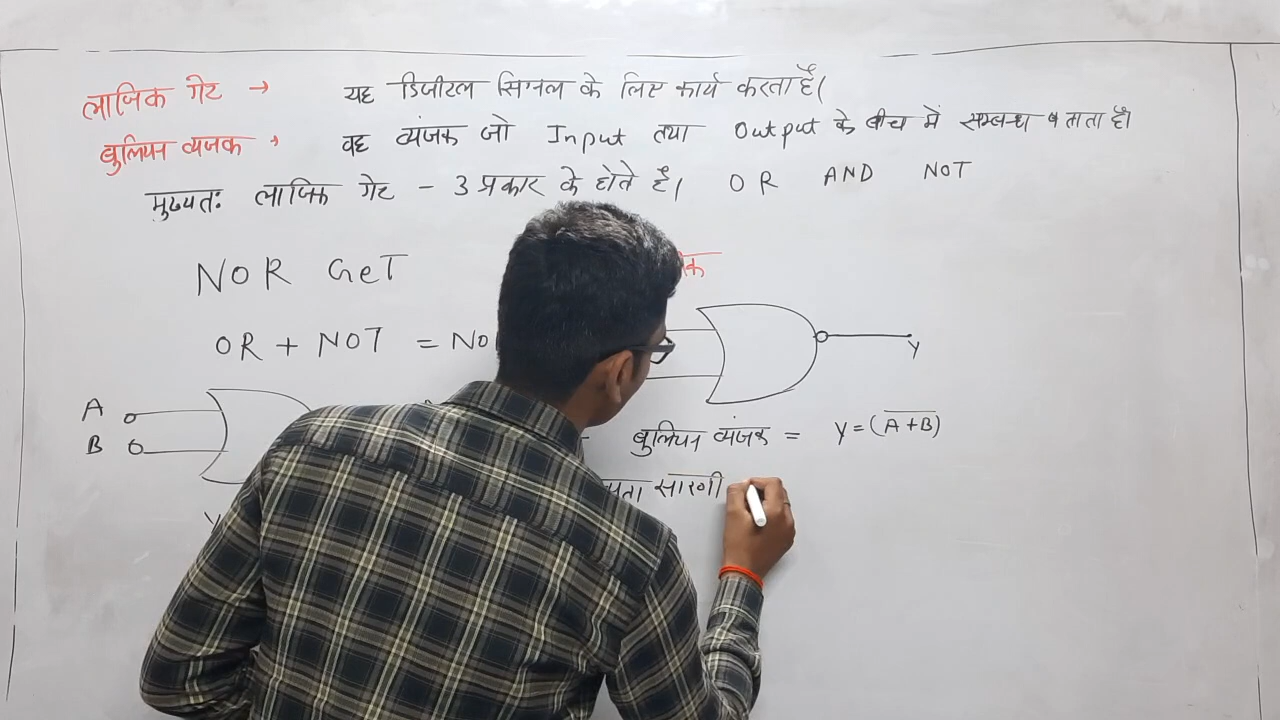 लाजिक गेट → यह डिजीटल सिग्नल के लिए कार्य करता है।
बुलियन व्यजक → वह व्यंजक जो Input तथा Output के बीच में सम्बन्ध बताता है।
मुख्यतः लाजिक गेट - 3 प्रकार के होते है। OR AND NOT
NOR GeT
OR + NOT = No
A
B
Y
बुलियन व्यंजक = Y = (A̅ ̅+̅ ̅B̅)
सारणी